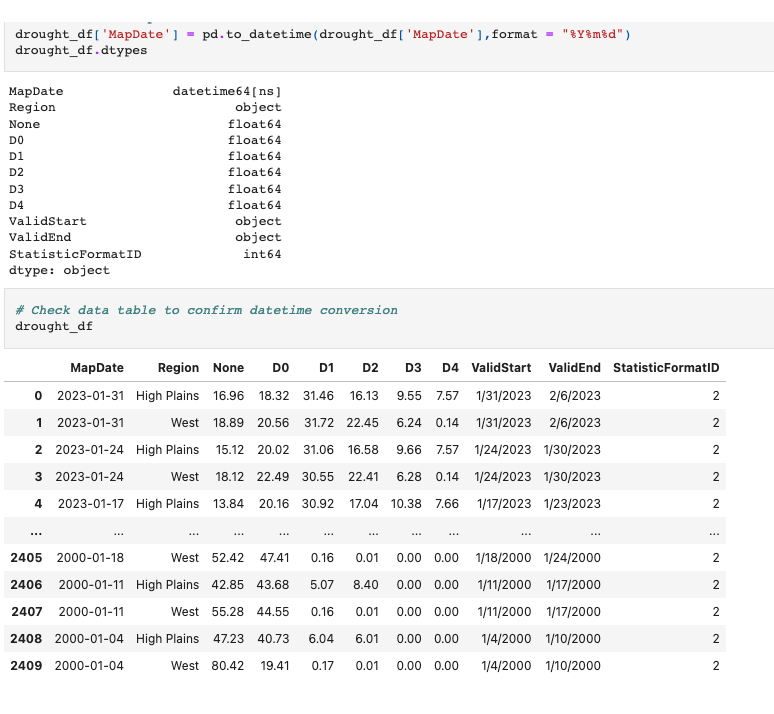 drought_df['MapDate'] = pd.to_datetime(drought_df['MapDate'],format = "%Y%m%d")
drought_df.dtypes
MapDate datetime64[ns]
Region object
None float64
D0 float64
D1 float64
D2 float64
D3 float64
D4 float64
ValidStart object
ValidEnd object
StatisticFormatID int64
dtype: object
# Check data table to confirm datetime conversion
drought_df
MapDate Region None D0 D1 D2 D3 D4 ValidStart ValidEnd StatisticFormatID
0 2023-01-31 High Plains 16.96 18.32 31.46 16.13 9.55 7.57 1/31/2023 2/6/2023 2
1 2023-01-31 West 18.89 20.56 31.72 22.45 6.24 0.14 1/31/2023 2/6/2023 2
2 2023-01-24 High Plains 15.12 20.02 31.06 16.58 9.66 7.57 1/24/2023 1/30/2023 2
3 2023-01-24 West 18.12 22.49 30.55 22.41 6.28 0.14 1/24/2023 1/30/2023 2
4 2023-01-17 High Plains 13.84 20.16 30.92 17.04 10.38 7.66 1/17/2023 1/23/2023 2
... ... ... ... ... ... ... ... ... ... ... ...
2405 2000-01-18 West 52.42 47.41 0.16 0.01 0.00 0.00 1/18/2000 1/24/2000 2
2406 2000-01-11 High Plains 42.85 43.68 5.07 8.40 0.00 0.00 1/11/2000 1/17/2000 2
2407 2000-01-11 West 55.28 44.55 0.16 0.01 0.00 0.00 1/11/2000 1/17/2000 2
2408 2000-01-04 High Plains 47.23 40.73 6.04 6.01 0.00 0.00 1/4/2000 1/10/2000 2
2409 2000-01-04 West 80.42 19.41 0.17 0.01 0.00 0.00 1/4/2000 1/10/2000 2